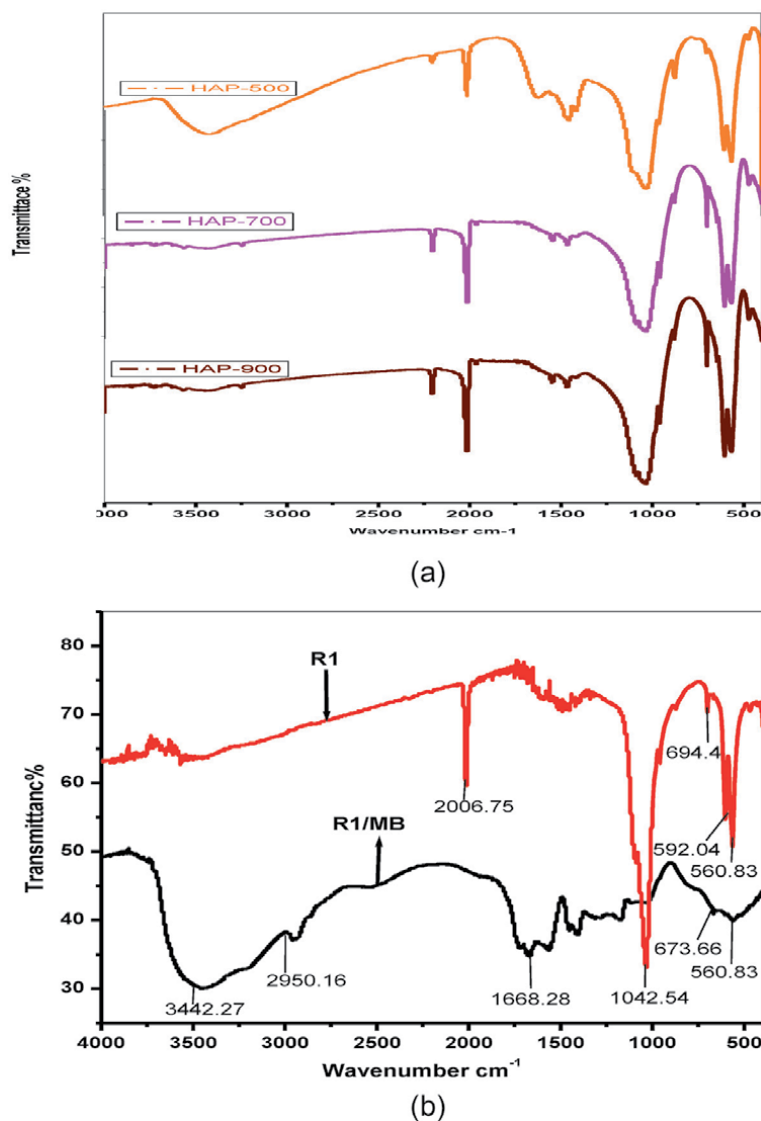 HAP-500
HAP-700
HAP-900
Transmittace %
000 3500 3000 2500 2000 1500 1000 500
Wavenumber cm-1
(a)
80
70
60
50
40
30
R1
R1/MB
2006.75
694.4
592.04
560.83
2950.16
3442.27
1668.28
1042.54
673.66
560.83
Transmittanc%
4000 3500 3000 2500 2000 1500 1000 500
Wavenumber cm⁻¹
(b)